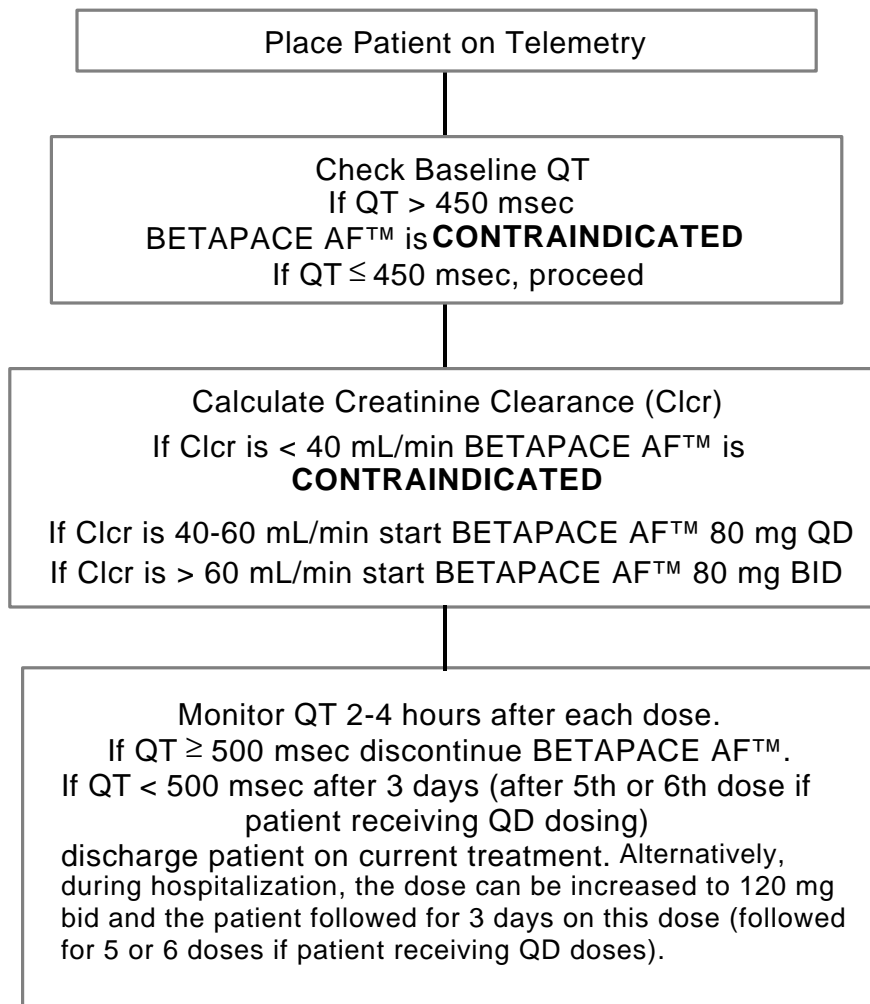 Place Patient on Telemetry
Check Baseline QT
If QT > 450 msec
BETAPACE AF™ is CONTRAINDICATED
If QT ≤ 450 msec, proceed
Calculate Creatinine Clearance (Clcr)
If Clcr is < 40 mL/min BETAPACE AF™ is
CONTRAINDICATED
If Clcr is 40-60 mL/min start BETAPACE AF™ 80 mg QD
If Clcr is > 60 mL/min start BETAPACE AF™ 80 mg BID
Monitor QT 2-4 hours after each dose.
If QT ≥ 500 msec discontinue BETAPACE AF™.
If QT < 500 msec after 3 days (after 5th or 6th dose if
patient receiving QD dosing)
discharge patient on current treatment. Alternatively,
during hospitalization, the dose can be increased to 120 mg
bid and the patient followed for 3 days on this dose (followed
for 5 or 6 doses if patient receiving QD doses).